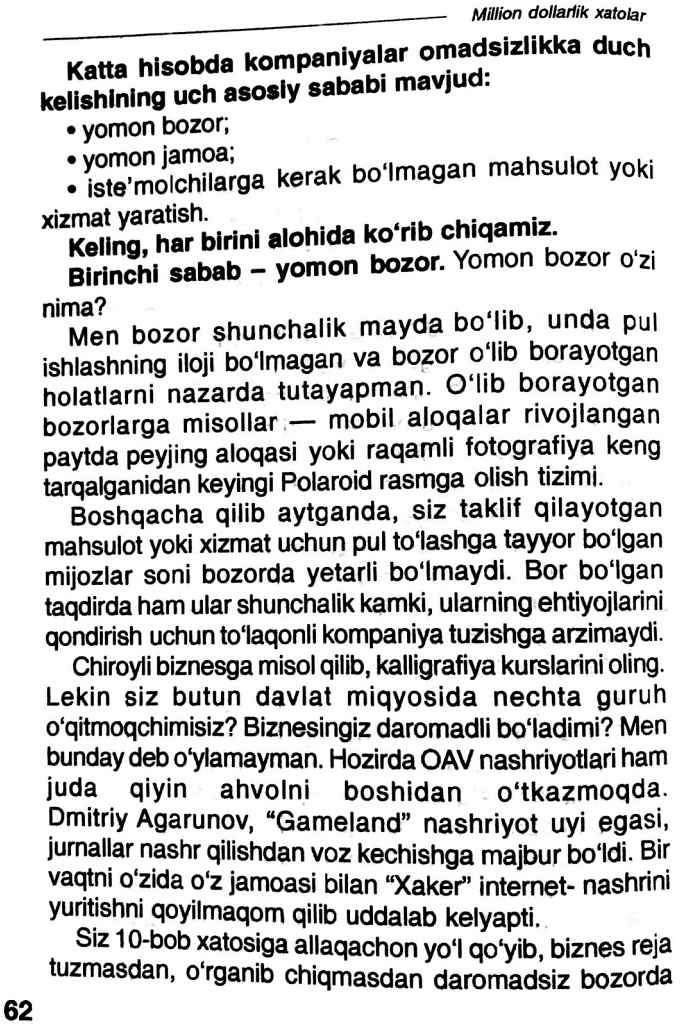 Million dollarlik xatolar
Katta hisobda kompaniyalar omadsizlikka duch
kelishining uch asosiy sababi mavjud:
• yomon bozor;
• yomon jamoa;
• iste'molchilarga kerak bo‘lmagan mahsulot yoki
xizmat yaratish.
Keling, har birini alohida ko‘rib chiqamiz.
Birinchi sabab – yomon bozor. Yomon bozor o‘zi
nima?
Men bozor shunchalik mayda bo‘lib, unda pul
ishlashning iloji bo‘lmagan va bozor o‘lib borayotgan
holatlarni nazarda tutayapman. O‘lib borayotgan
bozorlarga misollar — mobil aloqalar rivojlangan
paytda peyjing aloqasi yoki raqamli fotografiya keng
tarqalganidan keyingi Polaroid rasmga olish tizimi.
Boshqacha qilib aytganda, siz taklif qilayotgan
mahsulot yoki xizmat uchun pul to‘lashga tayyor bo‘lgan
mijozlar soni bozorda yetarli bo‘lmaydi. Bor bo‘lgan
taqdirda ham ular shunchalik kamki, ularning ehtiyojlarini
qondirish uchun to‘laqonli kompaniya tuzishga arzimaydi.
Chiroyli biznesga misol qilib, kalligrafiya kurslarini oling.
Lekin siz butun davlat miqyosida nechta guruh
o‘qitmoqchimisiz? Biznesingiz daromadli bo‘ladimi? Men
bunday deb o‘ylamayman. Hozirda OAV nashriyotlari ham
juda qiyin ahvolni boshidan o‘tkazmoqda.
Dmitriy Agarunov, “Gameland” nashriyot uyi egasi,
jurnallar nashr qilishdan voz kechishga majbur bo‘ldi. Bir
vaqtni o‘zida o‘z jamoasi bilan “Xaker” internet- nashrini
yuritishni qoyilmaqom qilib uddalab kelyapti.
Siz 10-bob xatosiga allaqachon yo‘l qo‘yib, biznes reja
tuzmasdan, o‘rganib chiqmasdan daromadsiz bozorda
62